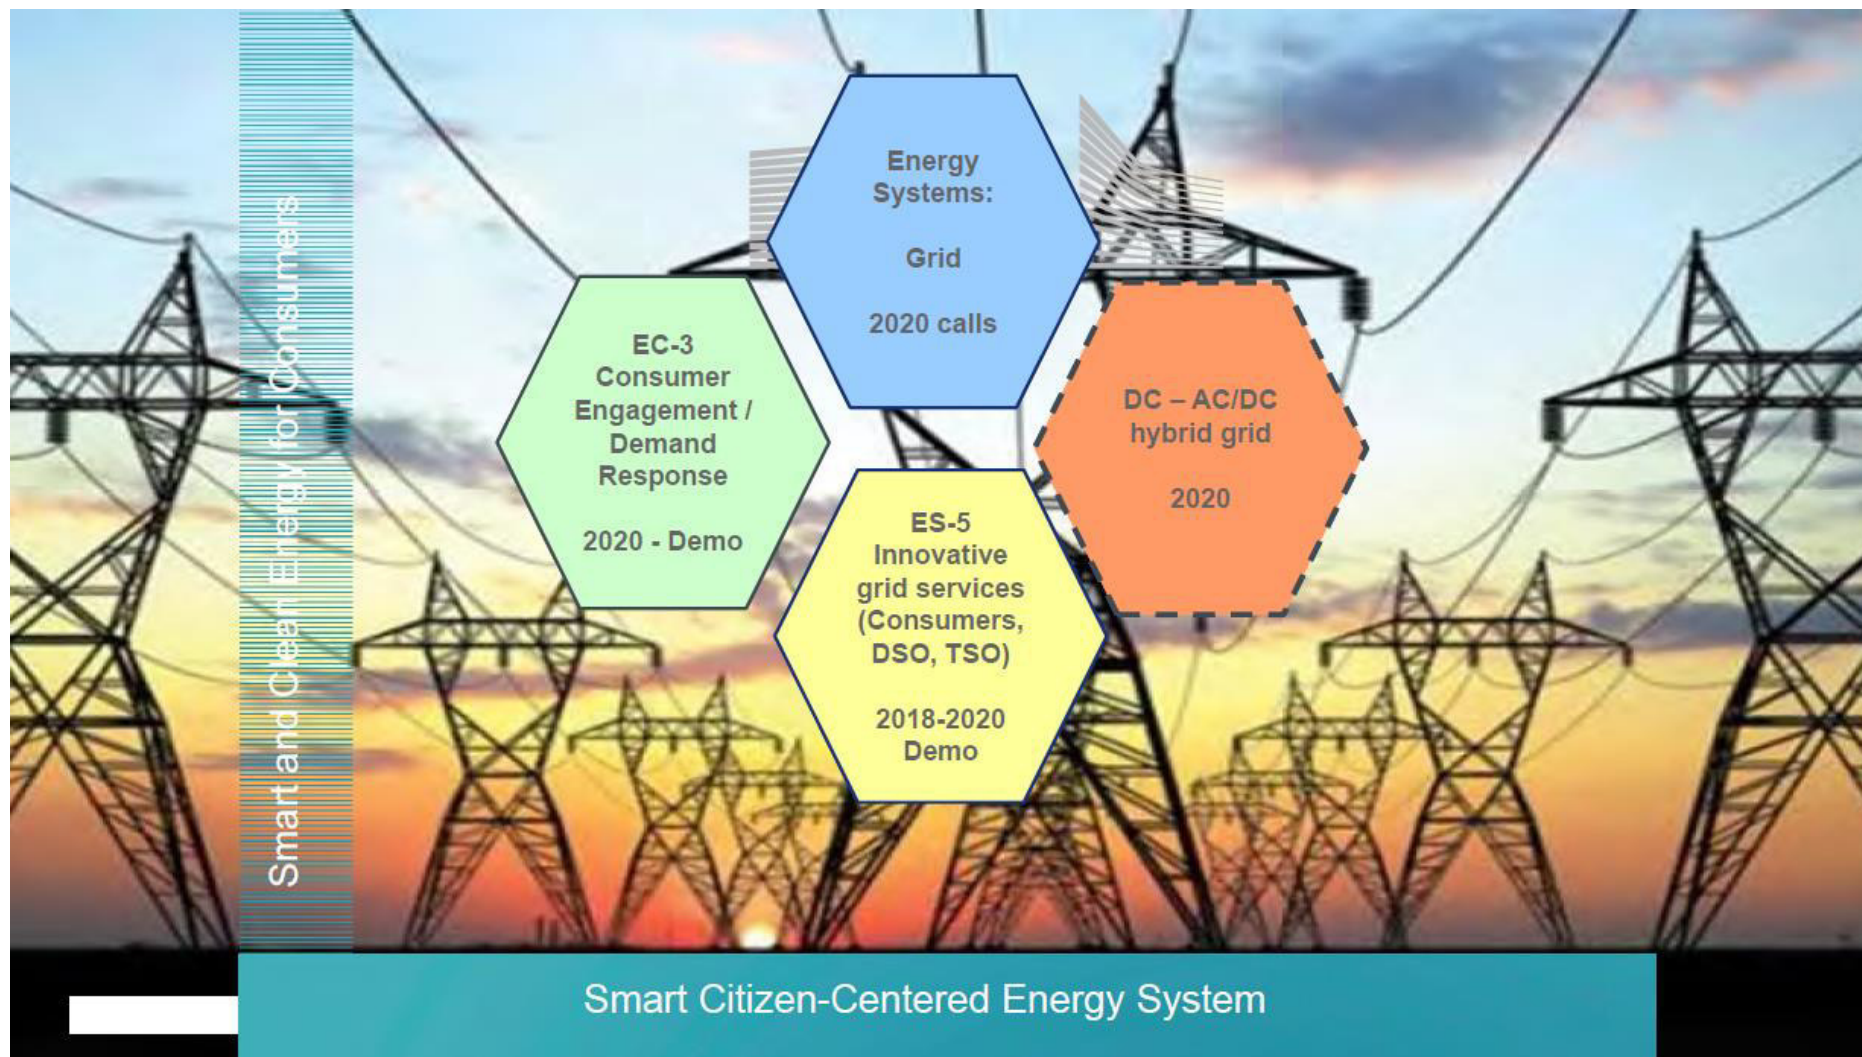 Smart and Clean Energy for Consumers
Energy
Systems:
Grid
2020 calls
EC-3
Consumer
Engagement /
Demand
Response
2020 - Demo
DC – AC/DC
hybrid grid
2020
ES-5
Innovative
grid services
(Consumers,
DSO, TSO)
2018-2020
Demo
Smart Citizen-Centered Energy System